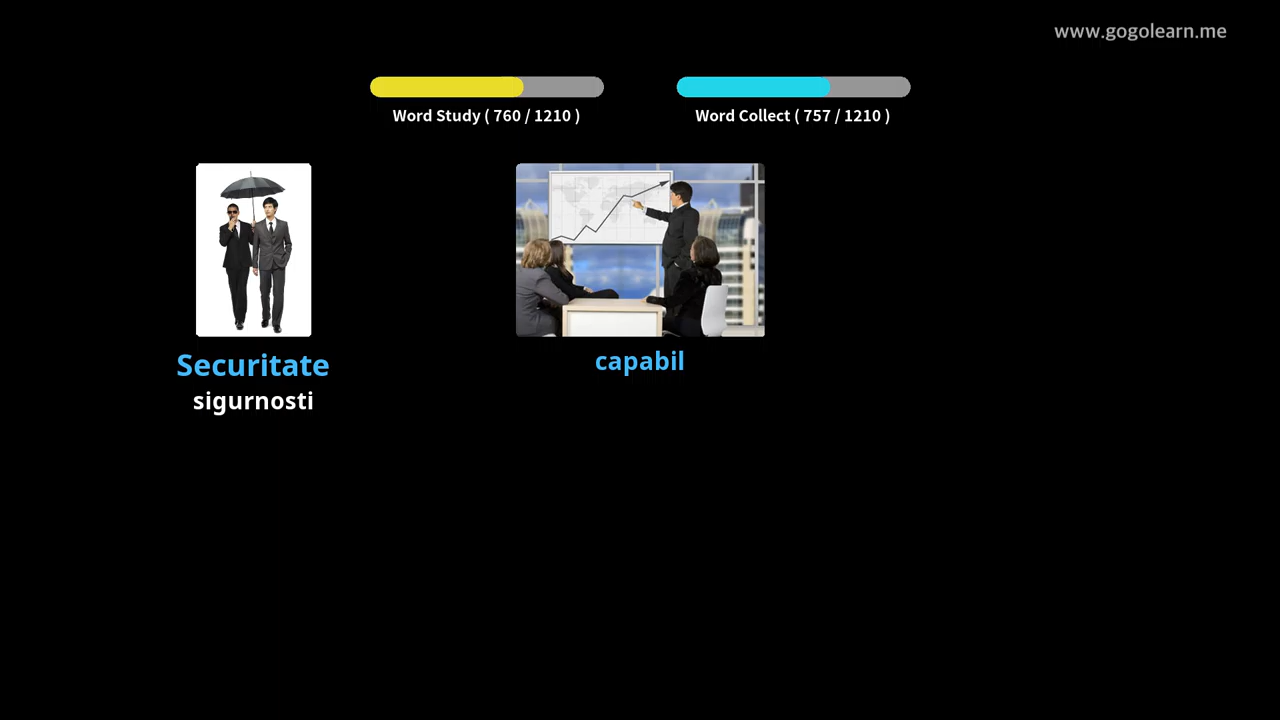 www.gogolearn.me
Word Study ( 760 / 1210 )
Word Collect ( 757 / 1210 )
Securitate
sigurnosti
capabil